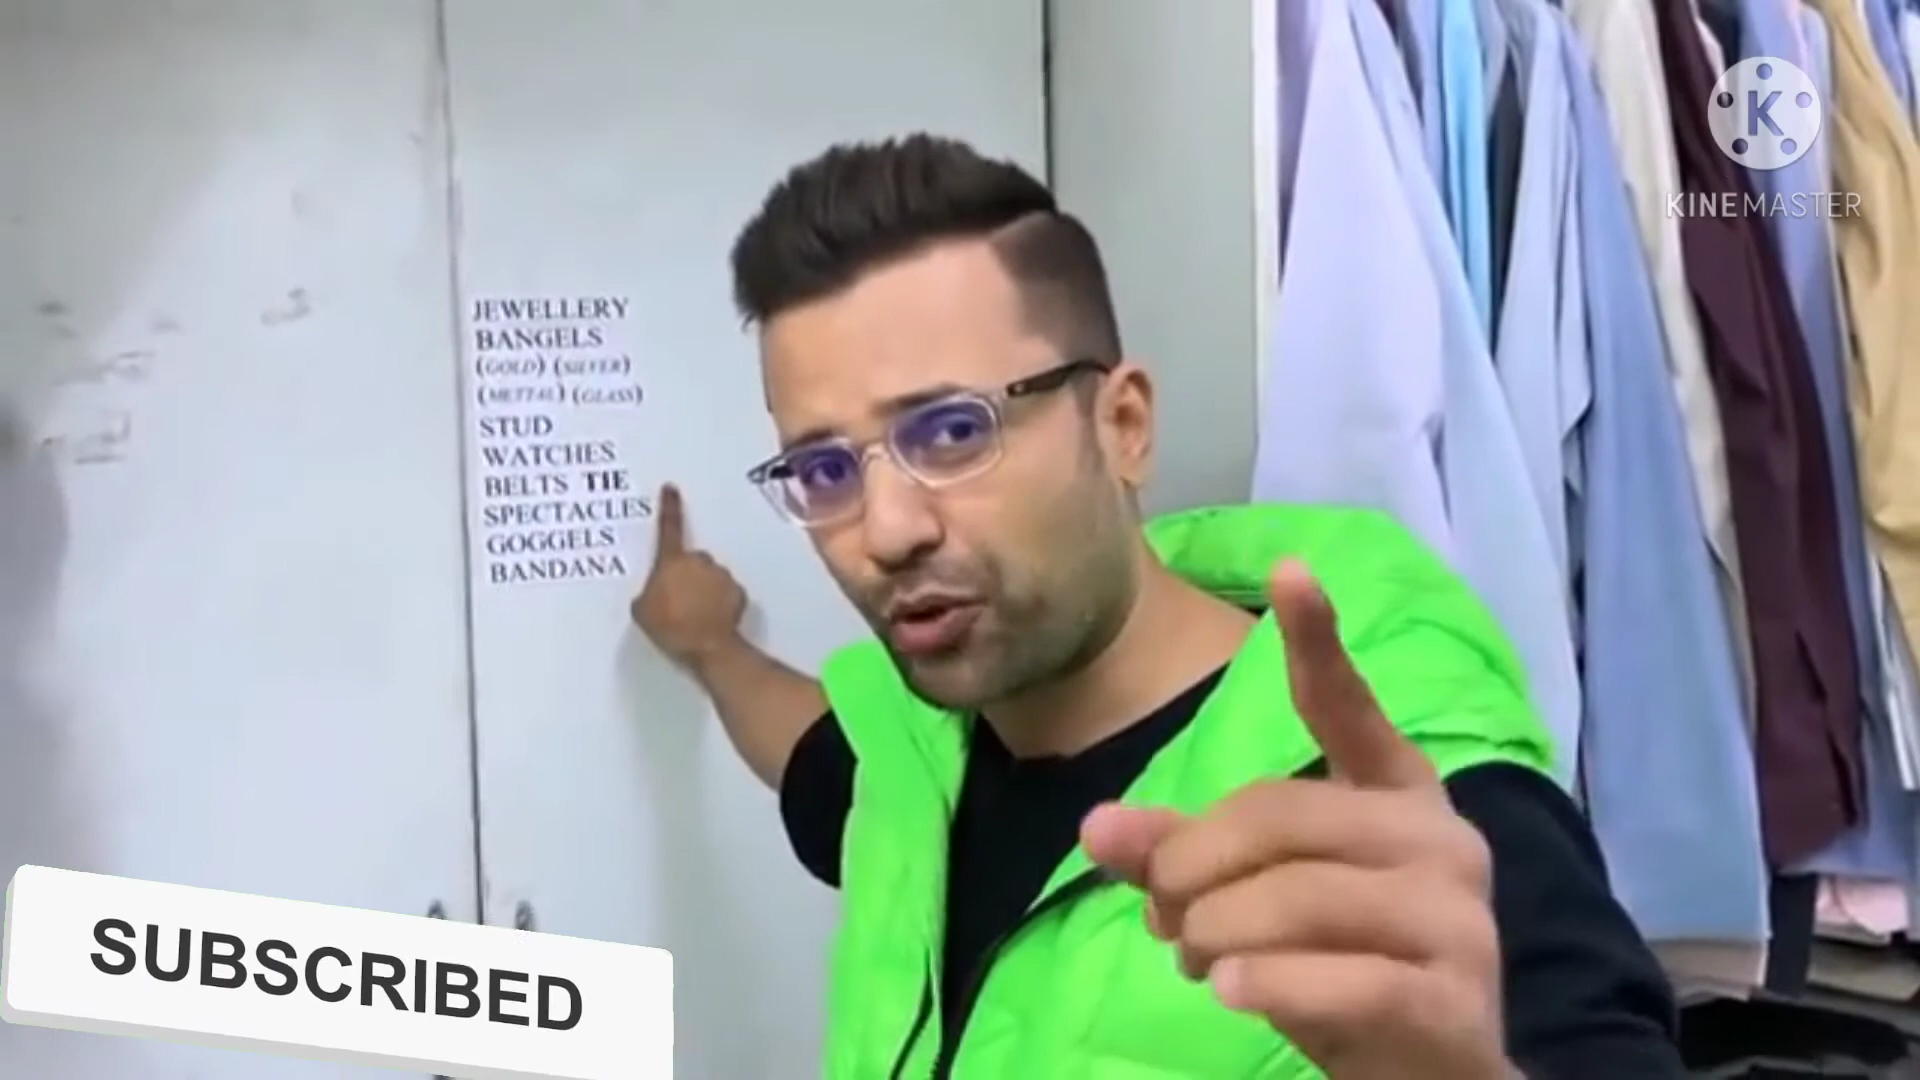 JEWELLERY
BANGELS
(GOLD) (SILVER)
(METTAL) (GLASS)
STUD
WATCHES
BELTS TIE
SPECTACLES
GOGGELS
BANDANA
K
KINEMASTER
SUBSCRIBED